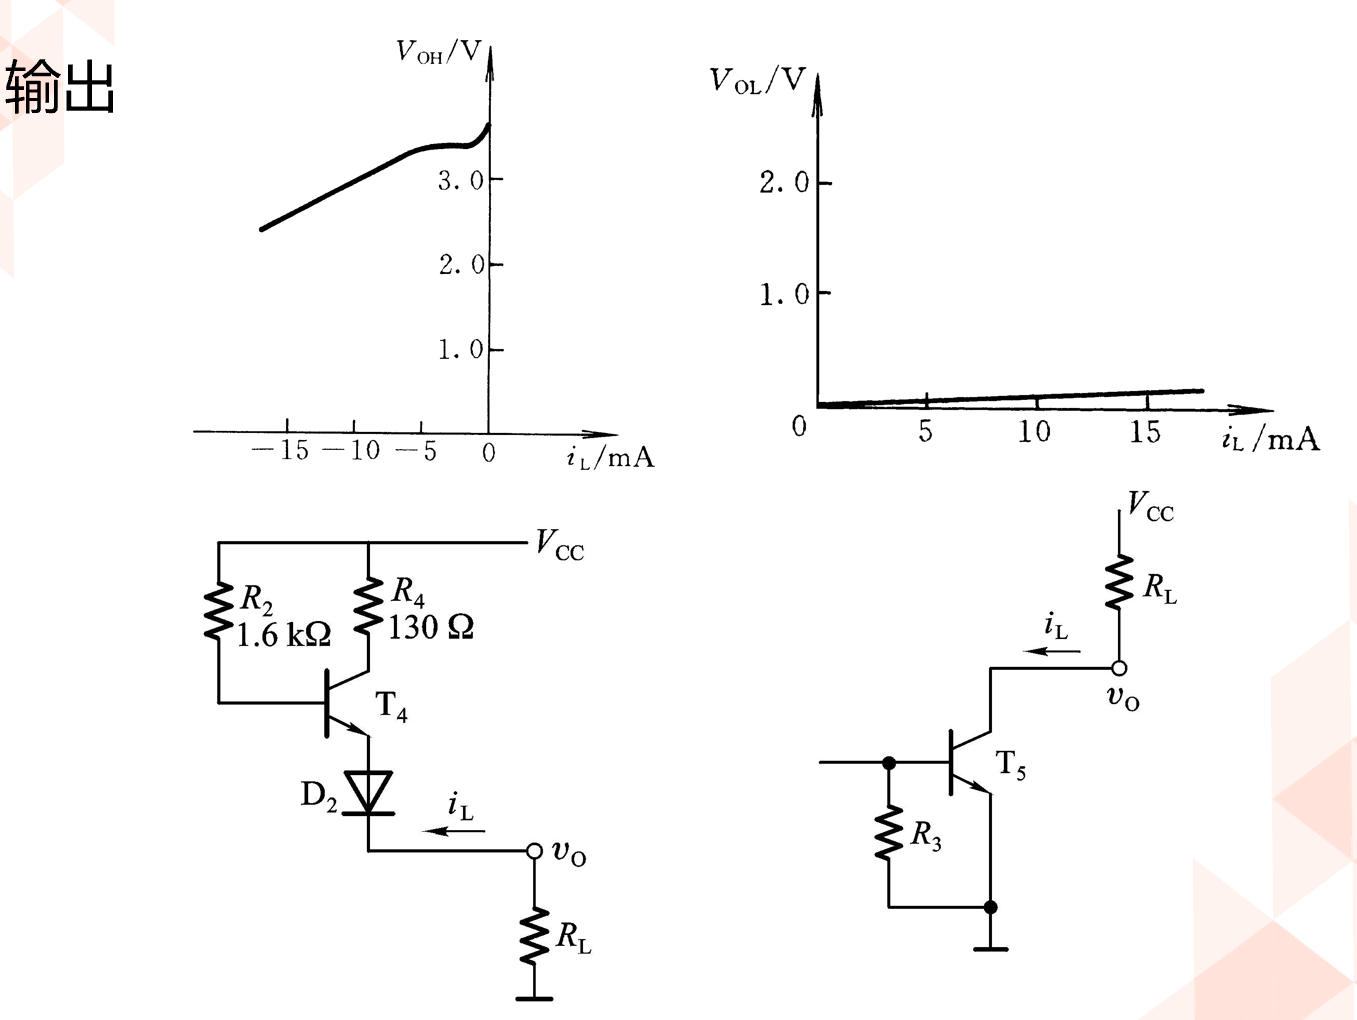 输出
V_OH/V
3.0
2.0
1.0
−15 −10 −5 0 i_L/mA
V_OL/V
2.0
1.0
0 5 10 15 i_L/mA
V_CC
R_2
1.6 kΩ
R_4
130 Ω
T_4
D_2
i_L
v_O
R_L
V_CC
R_L
i_L
v_O
T_5
R_3